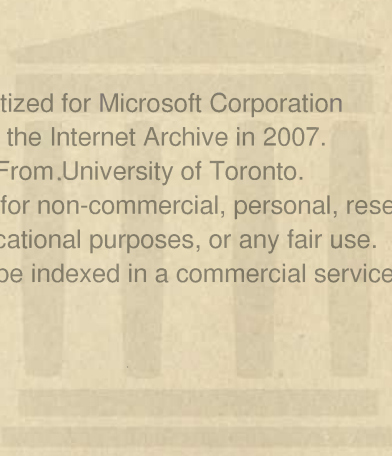 tized for Microsoft Corporation
the Internet Archive in 2007.
From University of Toronto.
for non-commercial, personal, rese
cational purposes, or any fair use.
be indexed in a commercial service